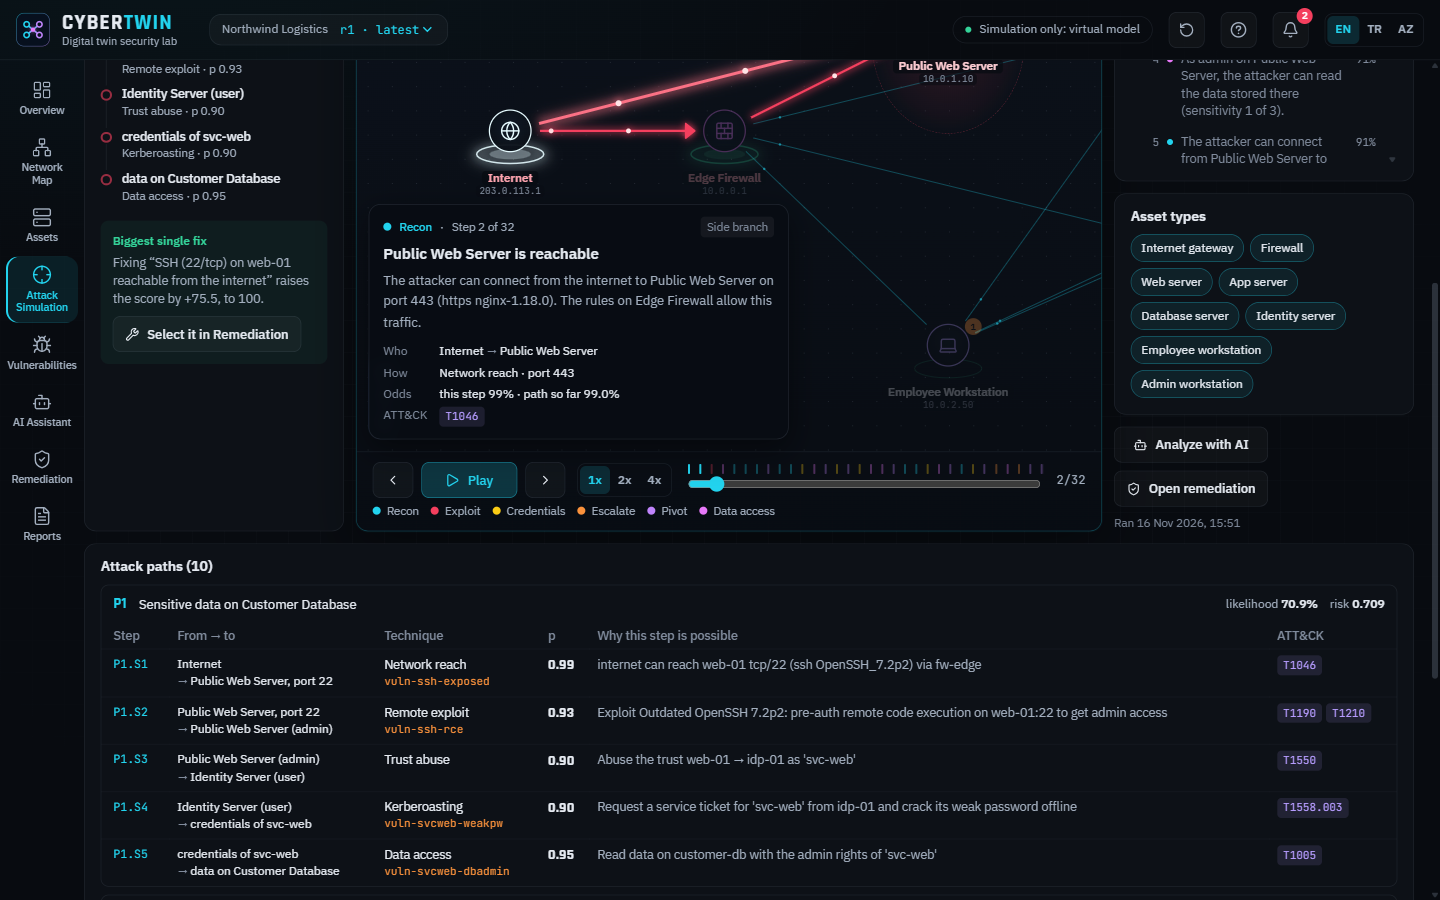 CYBERTWIN
Digital twin security lab
Northwind Logistics r1 · latest
Simulation only: virtual model
2
EN TR AZ
Overview
Network
Map
Assets
Attack
Simulation
Vulnerabilities
AI Assistant
Remediation
Reports
Remote exploit · p 0.93
Identity Server (user)
Trust abuse · p 0.90
credentials of svc-web
Kerberoasting · p 0.90
data on Customer Database
Data access · p 0.95
Biggest single fix
Fixing “SSH (22/tcp) on web-01
reachable from the internet” raises
the score by +75.5, to 100.
Select it in Remediation
Public Web Server
10.0.1.10
Internet
203.0.113.1
Edge Firewall
10.0.0.1
1
Employee Workstation
10.0.2.50
Recon · Step 2 of 32
Side branch
Public Web Server is reachable
The attacker can connect from the internet to Public Web Server on
port 443 (https nginx-1.18.0). The rules on Edge Firewall allow this
traffic.
Who Internet → Public Web Server
How Network reach · port 443
Odds this step 99% · path so far 99.0%
ATT&CK T1046
Play
1x 2x 4x
2/32
Recon Exploit Credentials Escalate Pivot Data access
4 As admin on Public Web 91%
Server, the attacker can read
the data stored there
(sensitivity 1 of 3).
5 The attacker can connect 91%
from Public Web Server to
Asset types
Internet gateway Firewall
Web server App server
Database server Identity server
Employee workstation
Admin workstation
Analyze with AI
Open remediation
Ran 16 Nov 2026, 15:51
Attack paths (10)
P1 Sensitive data on Customer Database likelihood 70.9% risk 0.709
Step From → to Technique p Why this step is possible ATT&CK
P1.S1 Internet Network reach 0.99 internet can reach web-01 tcp/22 (ssh OpenSSH_7.2p2) via fw-edge T1046
→ Public Web Server, port 22 vuln-ssh-exposed
P1.S2 Public Web Server, port 22 Remote exploit 0.93 Exploit Outdated OpenSSH 7.2p2: pre-auth remote code execution on web-01:22 to get admin access T1190 T1210
→ Public Web Server (admin) vuln-ssh-rce
P1.S3 Public Web Server (admin) Trust abuse 0.90 Abuse the trust web-01 → idp-01 as 'svc-web' T1550
→ Identity Server (user)
P1.S4 Identity Server (user) Kerberoasting 0.90 Request a service ticket for 'svc-web' from idp-01 and crack its weak password offline T1558.003
→ credentials of svc-web vuln-svcweb-weakpw
P1.S5 credentials of svc-web Data access 0.95 Read data on customer-db with the admin rights of 'svc-web' T1005
→ data on Customer Database vuln-svcweb-dbadmin